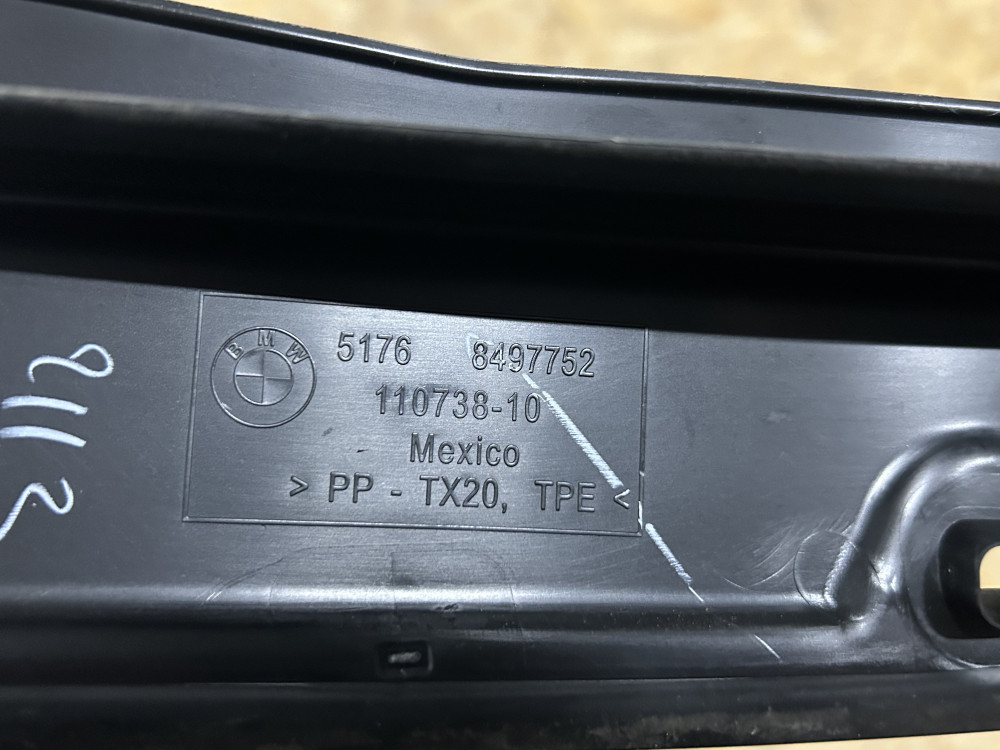 BMW
5176 8497752
110738-10
Mexico
> PP - TX20, TPE <